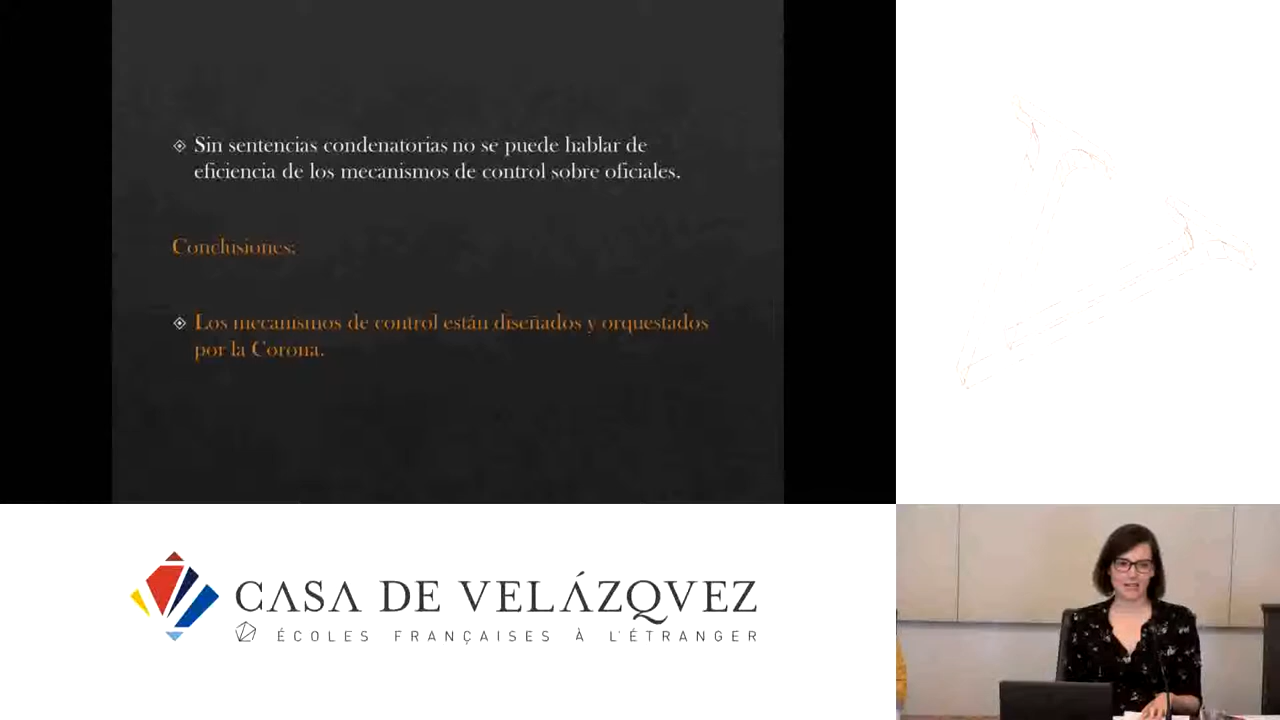 Sin sentencias condenatorias no se puede hablar de
eficiencia de los mecanismos de control sobre oficiales.
Conclusiones:
Los mecanismos de control están diseñados y orquestados
por la Corona.
CASA DE VELÁZQVEZ
ÉCOLES FRANÇAISES À L'ÉTRANGER